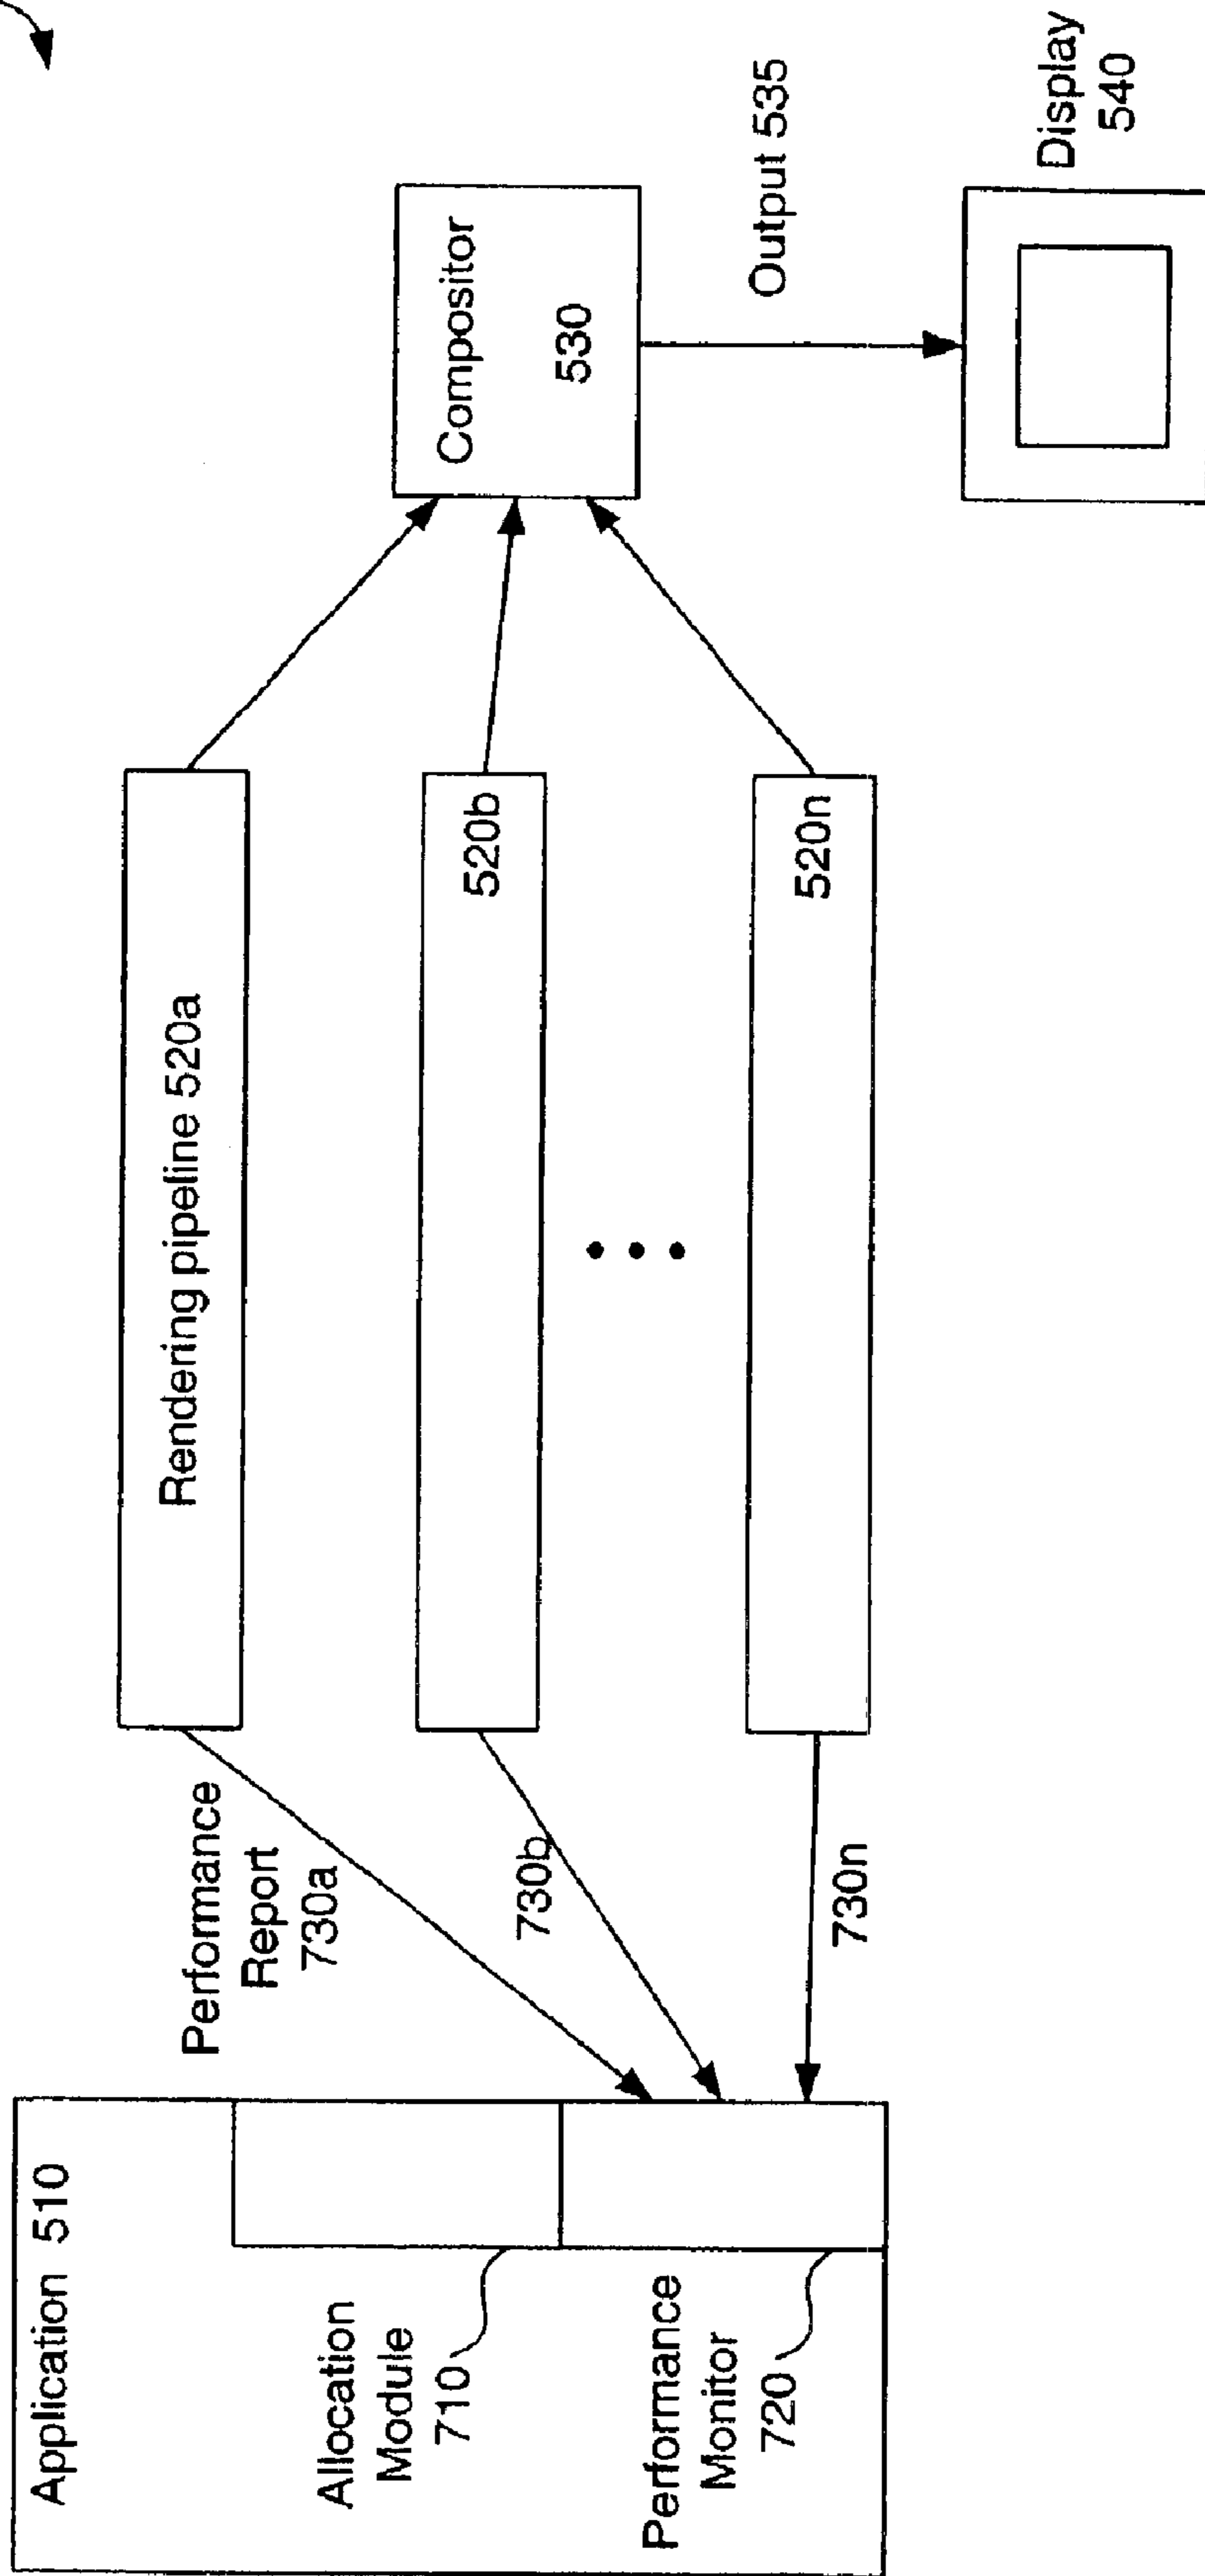 Application 510
Allocation
Module
710
Performance
Monitor
720
Performance
Report
730a
730b
730n
Rendering pipeline 520a
520b
520n
Compositor
530
Output 535
Display
540